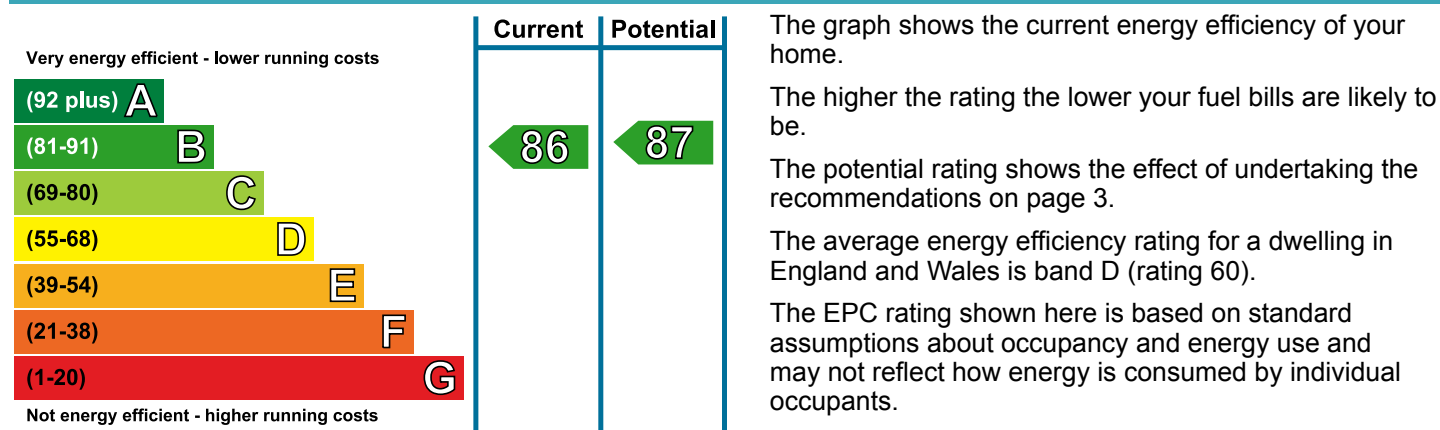 Current Potential
Very energy efficient - lower running costs
(92 plus) A
(81-91) B
86 87
(69-80) C
(55-68) D
(39-54) E
(21-38) F
(1-20) G
Not energy efficient - higher running costs
The graph shows the current energy efficiency of your
home.
The higher the rating the lower your fuel bills are likely to
be.
The potential rating shows the effect of undertaking the
recommendations on page 3.
The average energy efficiency rating for a dwelling in
England and Wales is band D (rating 60).
The EPC rating shown here is based on standard
assumptions about occupancy and energy use and
may not reflect how energy is consumed by individual
occupants.